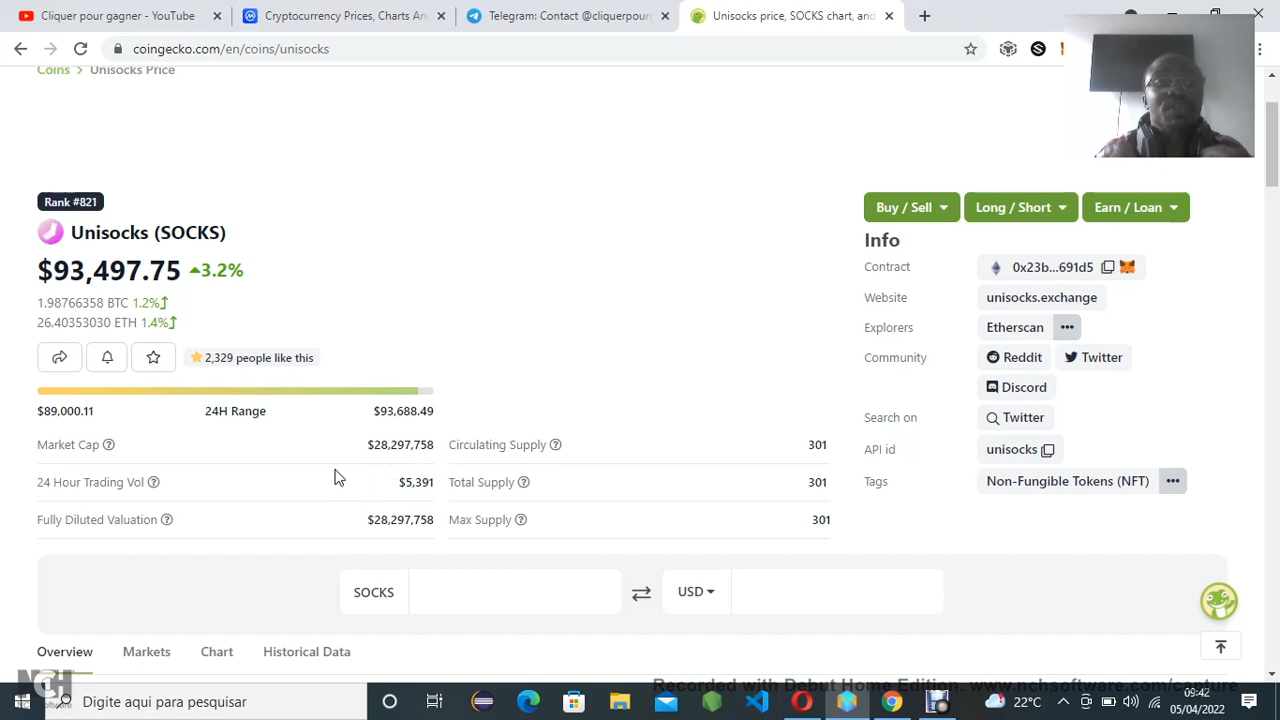 Cliquer pour gagner - YouTube
Cryptocurrency Prices, Charts An
Telegram: Contact @cliquerpourg
Unisocks price, SOCKS chart, and
coingecko.com/en/coins/unisocks
Coins > Unisocks Price
Rank #821
Unisocks (SOCKS)
$93,497.75 3.2%
1.98766358 BTC 1.2%
26.40353030 ETH 1.4%
2,329 people like this
$89,000.11 24H Range $93,688.49
Market Cap $28,297,758
24 Hour Trading Vol $5,391
Fully Diluted Valuation $28,297,758
Circulating Supply 301
Total Supply 301
Max Supply 301
Buy / Sell Long / Short Earn / Loan
Info
Contract 0x23b...691d5
Website unisocks.exchange
Explorers Etherscan •••
Community Reddit Twitter
Discord
Search on Twitter
API id unisocks
Tags Non-Fungible Tokens (NFT) •••
SOCKS USD
Overview Markets Chart Historical Data
NCH
Recorded with Debut Home Edition. www.nchsoftware.com/capture
Digite aqui para pesquisar
22°C
09:42
05/04/2022